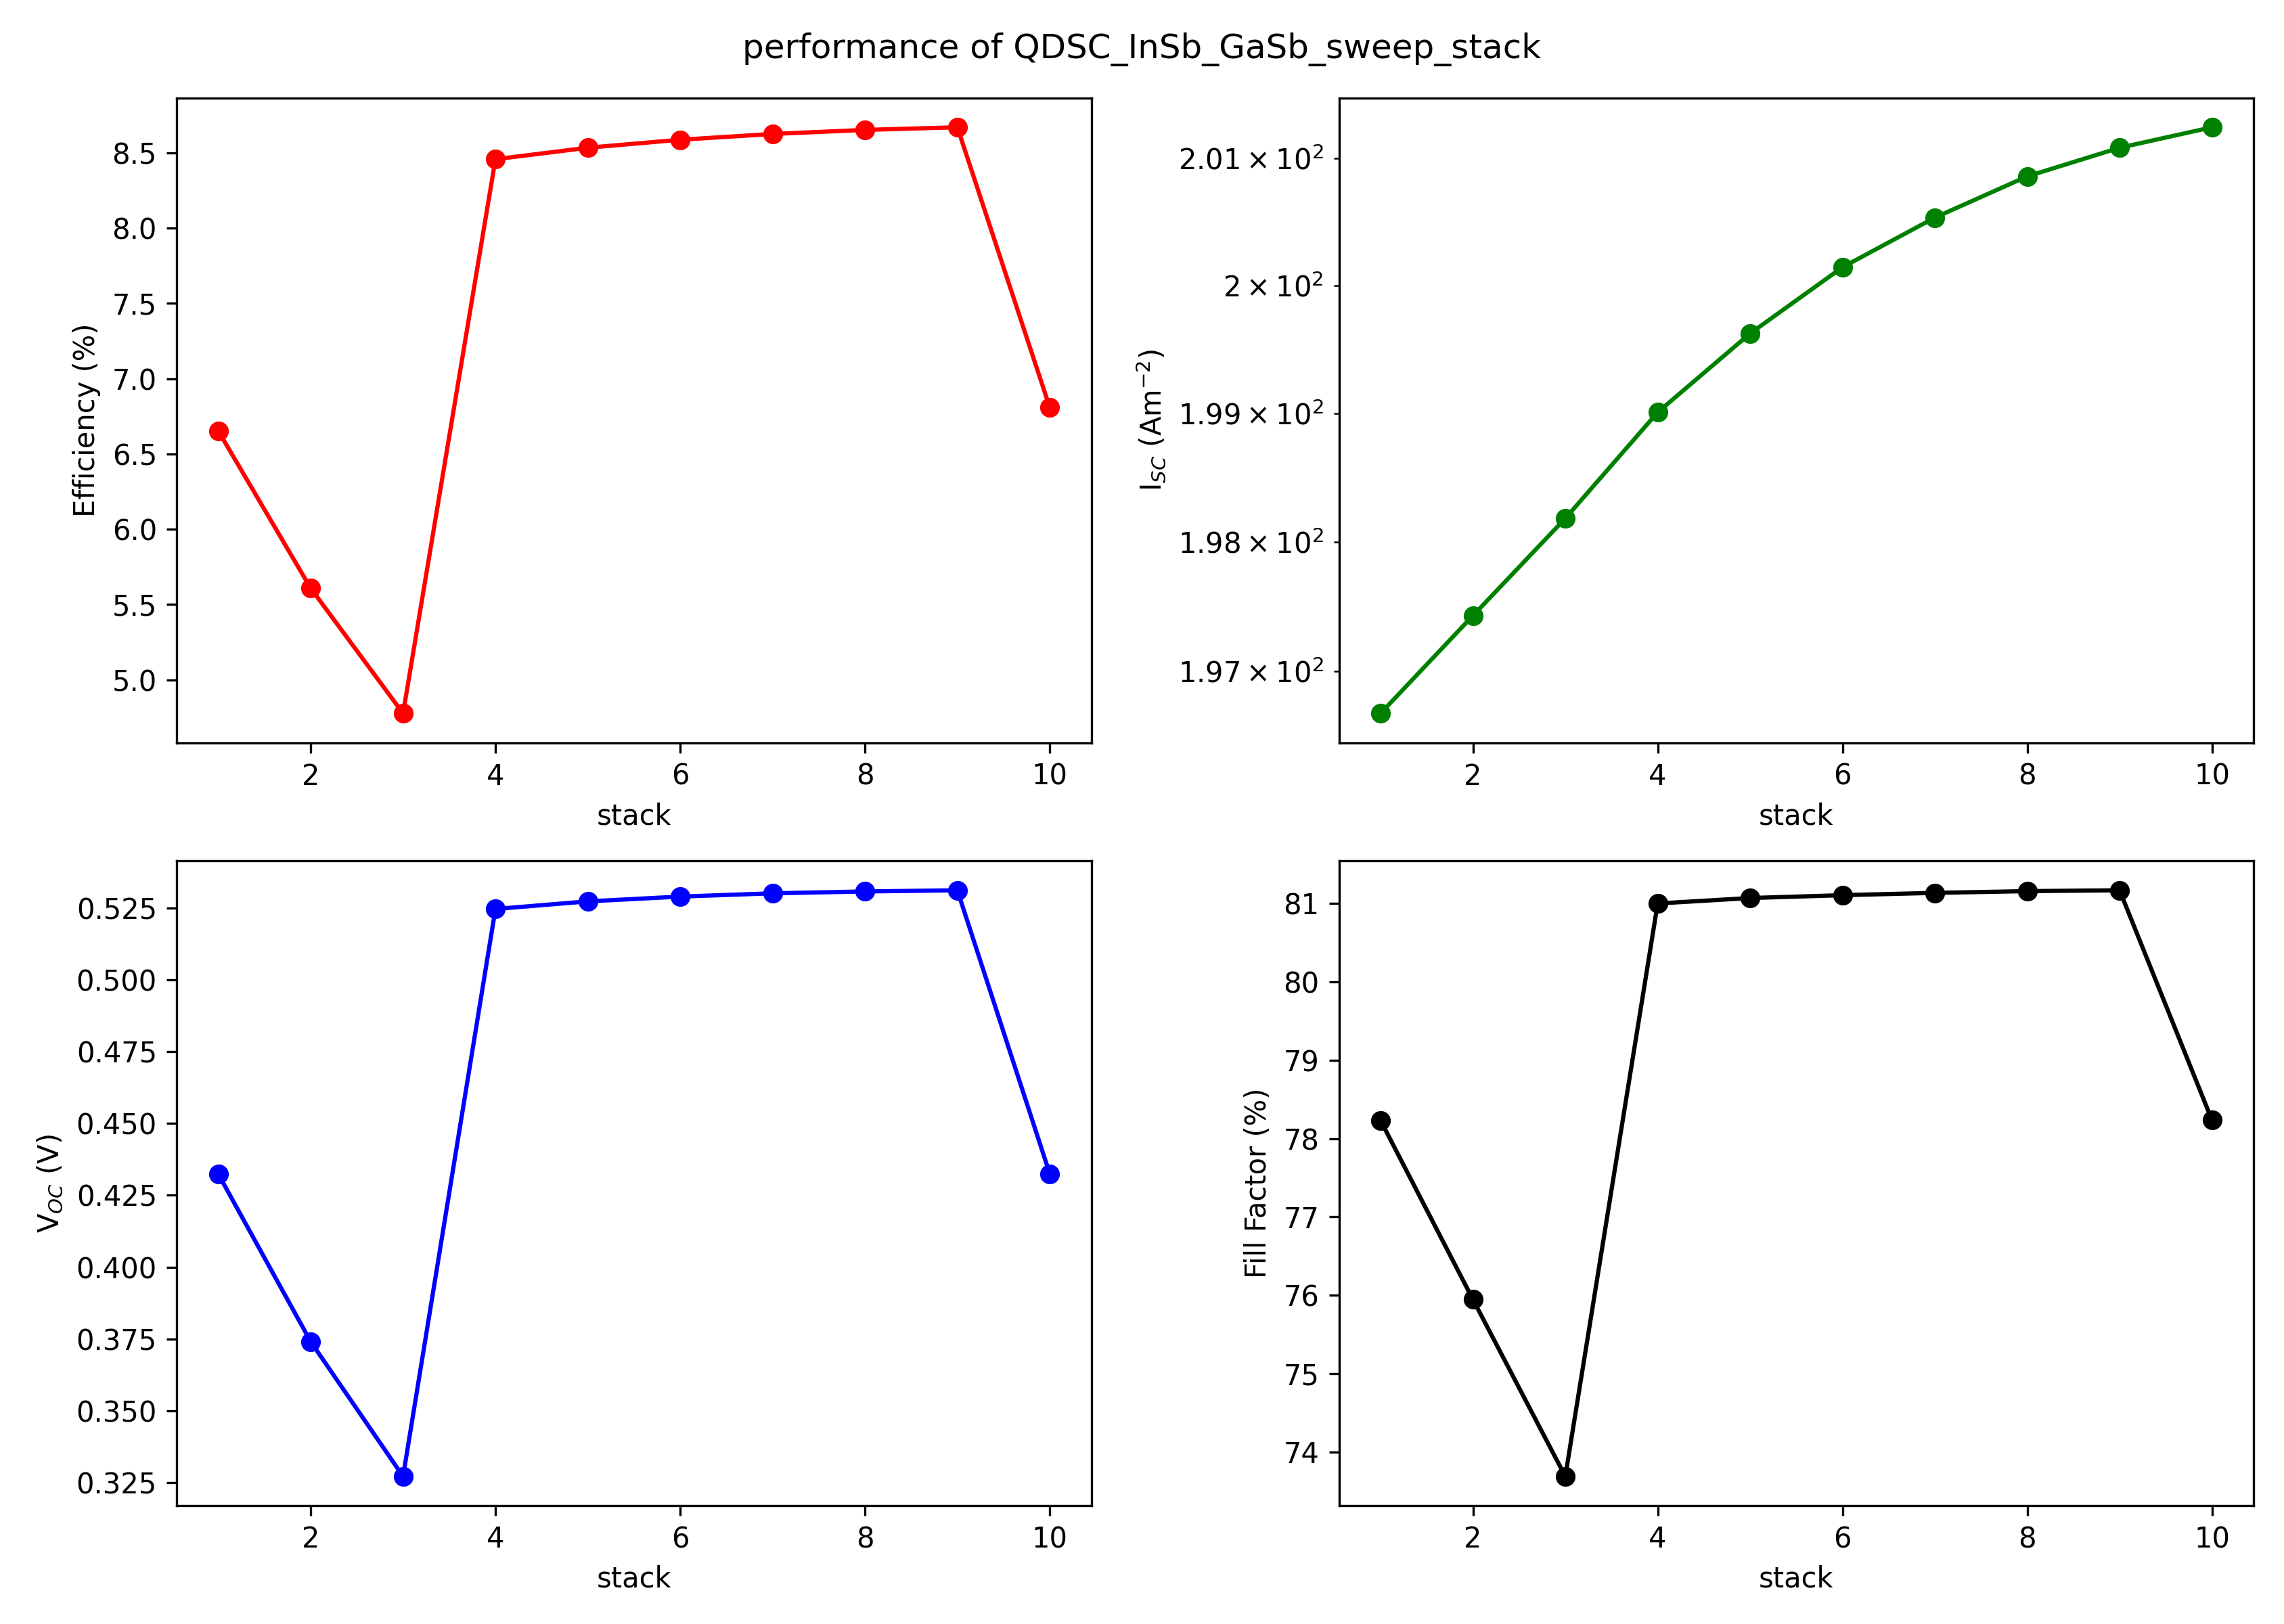 performance of QDSC_InSb_GaSb_sweep_stack
Efficiency (%)
8.5
8.0
7.5
7.0
6.5
6.0
5.5
5.0
2 4 6 8 10
stack
I_SC (Am⁻²)
2.01 × 10²
2 × 10²
1.99 × 10²
1.98 × 10²
1.97 × 10²
2 4 6 8 10
stack
V_OC (V)
0.525
0.500
0.475
0.450
0.425
0.400
0.375
0.350
0.325
2 4 6 8 10
stack
Fill Factor (%)
81
80
79
78
77
76
75
74
2 4 6 8 10
stack